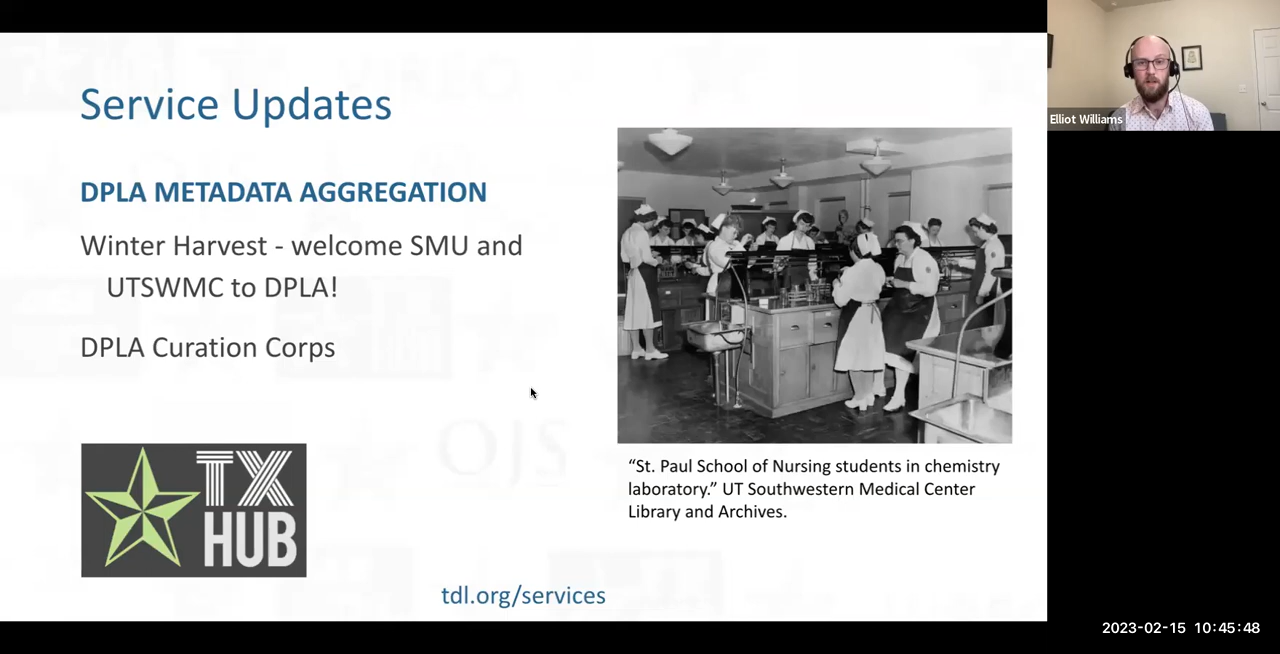 Service Updates
DPLA METADATA AGGREGATION
Winter Harvest - welcome SMU and
UTSWMC to DPLA!
DPLA Curation Corps
OJS
TX
HUB
“St. Paul School of Nursing students in chemistry
laboratory.” UT Southwestern Medical Center
Library and Archives.
tdl.org/services
Elliot Williams
2023-02-15 10:45:48